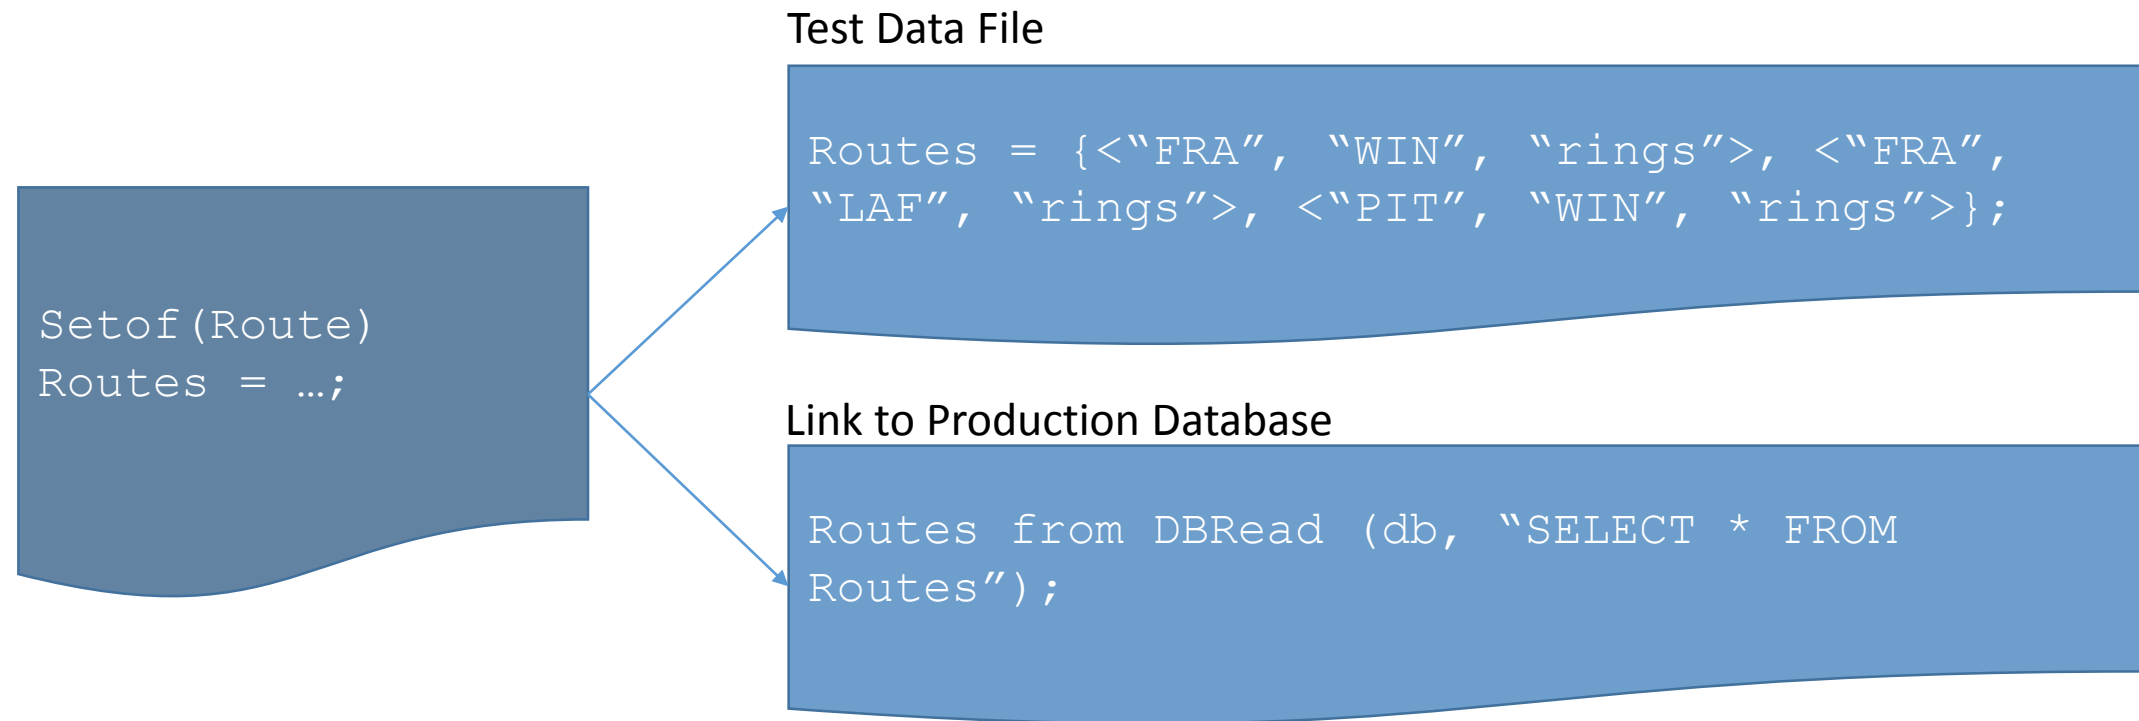 Test Data File
Routes = {<“FRA”, “WIN”, “rings”>, <“FRA”,
“LAF”, “rings”>, <“PIT”, “WIN”, “rings”>};
Setof(Route)
Routes = …;
Link to Production Database
Routes from DBRead (db, “SELECT * FROM
Routes”);